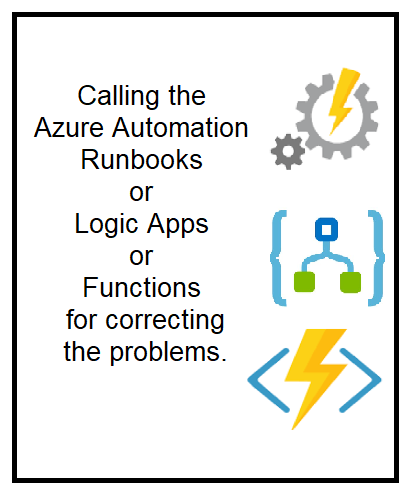 Calling the
Azure Automation
Runbooks
or
Logic Apps
or
Functions
for correcting
the problems.